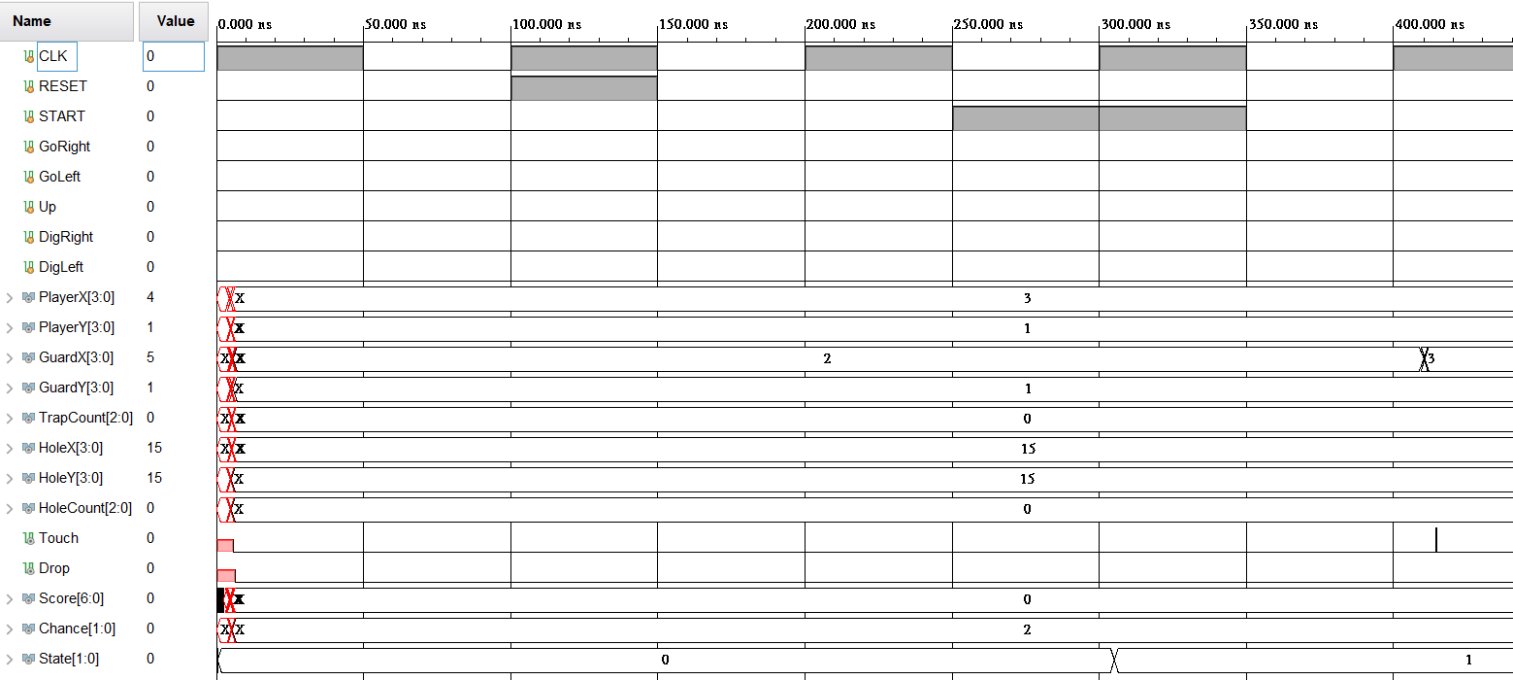 Name Value 0.000 ns 50.000 ns 100.000 ns 150.000 ns 200.000 ns 250.000 ns 300.000 ns 350.000 ns 400.000 ns
CLK 0
RESET 0
START 0
GoRight 0
GoLeft 0
Up 0
DigRight 0
DigLeft 0
PlayerX[3:0] 4 X 3
PlayerY[3:0] 1 X 1
GuardX[3:0] 5 X X 2 3
GuardY[3:0] 1 X 1
TrapCount[2:0] 0 X X 0
HoleX[3:0] 15 X X 15
HoleY[3:0] 15 X 15
HoleCount[2:0] 0 X 0
Touch 0
Drop 0
Score[6:0] 0 X 0
Chance[1:0] 0 X X 2
State[1:0] 0 0 1